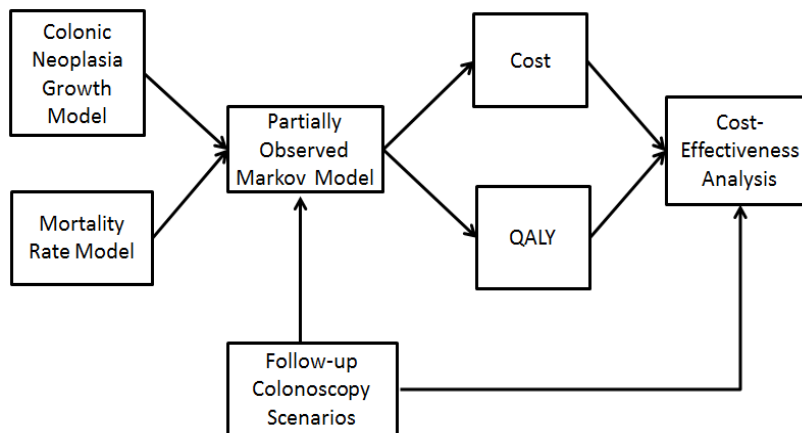 Colonic
Neoplasia
Growth
Model
Mortality
Rate Model
Partially
Observed
Markov Model
Follow-up
Colonoscopy
Scenarios
Cost
QALY
Cost-
Effectiveness
Analysis